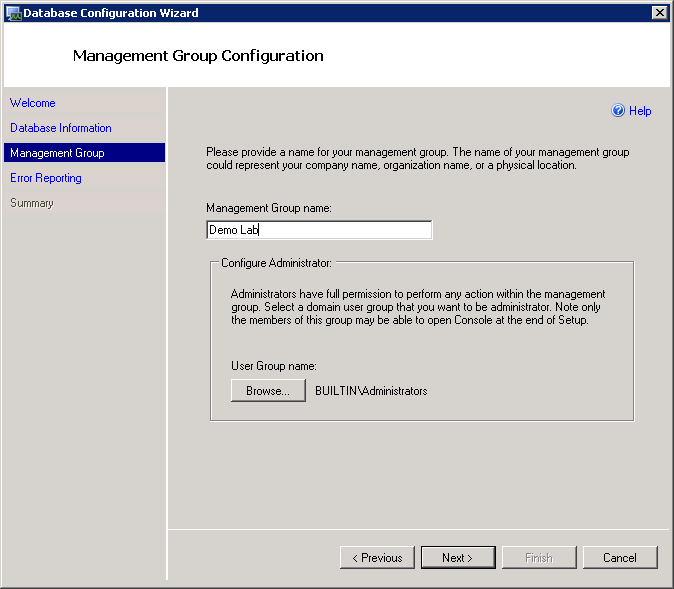 Database Configuration Wizard
Management Group Configuration
Welcome
Database Information
Management Group
Error Reporting
Summary
Help
Please provide a name for your management group. The name of your management group
could represent your company name, organization name, or a physical location.
Management Group name:
Demo Lab
Configure Administrator:
Administrators have full permission to perform any action within the management
group. Select a domain user group that you want to be administrator. Note only
the members of this group may be able to open Console at the end of Setup.
User Group name:
Browse... BUILTIN\Administrators
< Previous Next > Finish Cancel